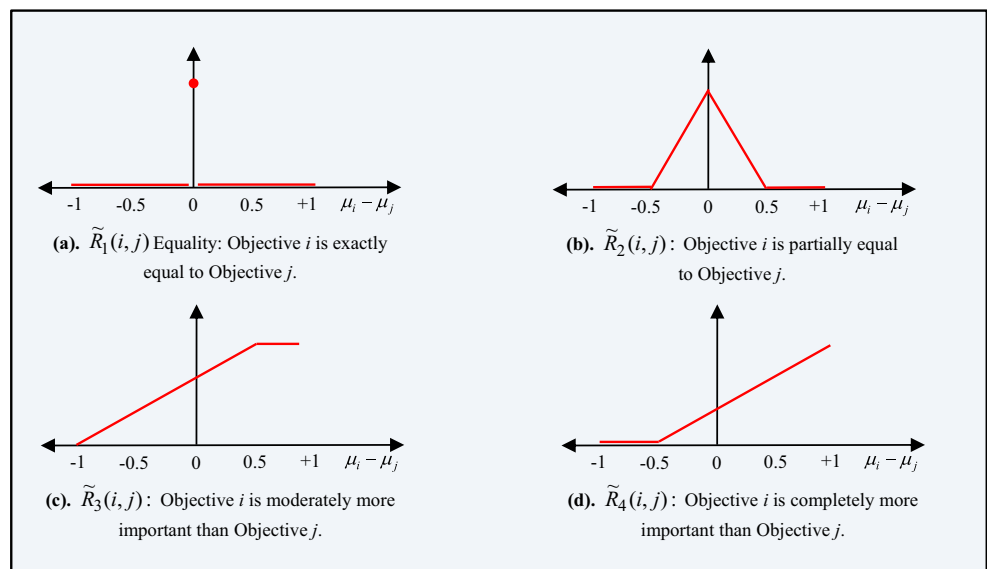 -1 -0.5 0 0.5 +1 μi − μj
(a). R̃1(i, j) Equality: Objective i is exactly
equal to Objective j.
-1 -0.5 0 0.5 +1 μi − μj
(b). R̃2(i, j) : Objective i is partially equal
to Objective j.
-1 -0.5 0 0.5 +1 μi − μj
(c). R̃3(i, j) : Objective i is moderately more
important than Objective j.
-1 -0.5 0 0.5 +1 μi − μj
(d). R̃4(i, j) : Objective i is completely more
important than Objective j.